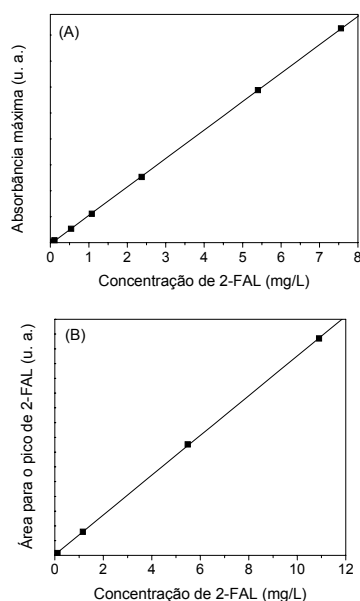 (A)
Absorbância máxima (u. a.)
0 1 2 3 4 5 6 7 8
Concentração de 2-FAL (mg/L)
(B)
Área para o pico de 2-FAL (u. a.)
0 2 4 6 8 10 12
Concentração de 2-FAL (mg/L)